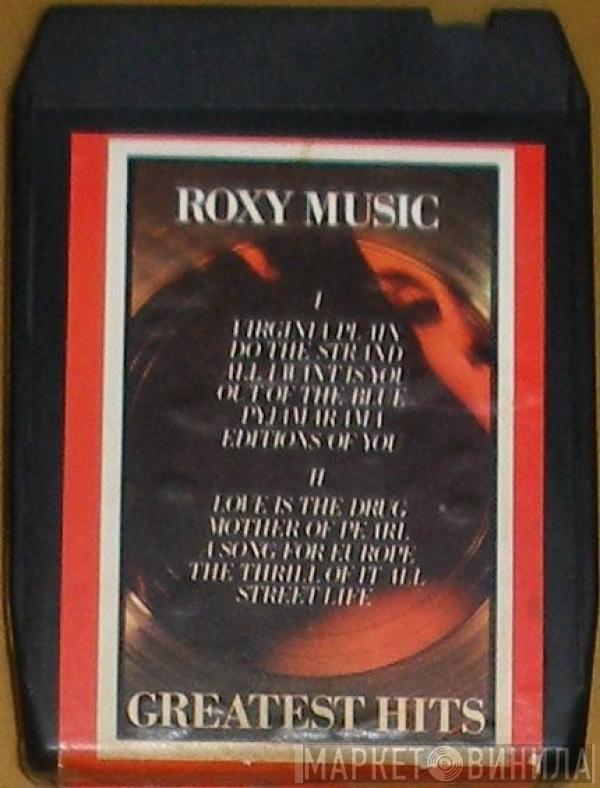 ROXY MUSIC
I
VIRGINIA PLAIN
DO THE STRAND
ALL I WANT IS YOU
OUT OF THE BLUE
PYJAMARAMA
EDITIONS OF YOU
II
LOVE IS THE DRUG
MOTHER OF PEARL
A SONG FOR EUROPE
THE THRILL OF IT ALL
STREET LIFE
GREATEST HITS
МАРКЕТ ВИНИЛА